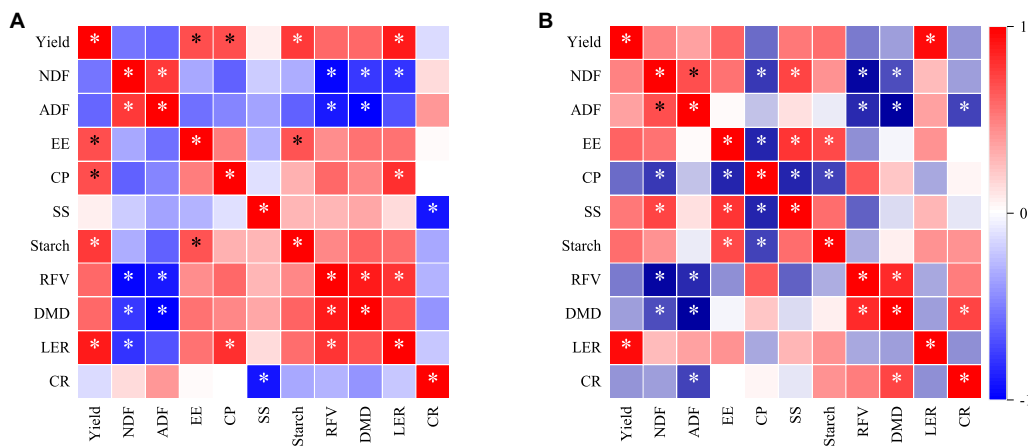 A
B
Yield * * * * *
NDF * * * * *
ADF * * * *
EE * * *
CP * * *
SS * *
Starch * * *
RFV * * * * *
DMD * * * *
LER * * * * *
CR * *
Yield NDF ADF EE CP SS Starch RFV DMD LER CR
Yield * *
NDF * * * * * *
ADF * * * * *
EE * * * *
CP * * * * *
SS * * * *
Starch * * *
RFV * * * *
DMD * * * * *
LER * *
CR * * *
Yield NDF ADF EE CP SS Starch RFV DMD LER CR
1
0
-1